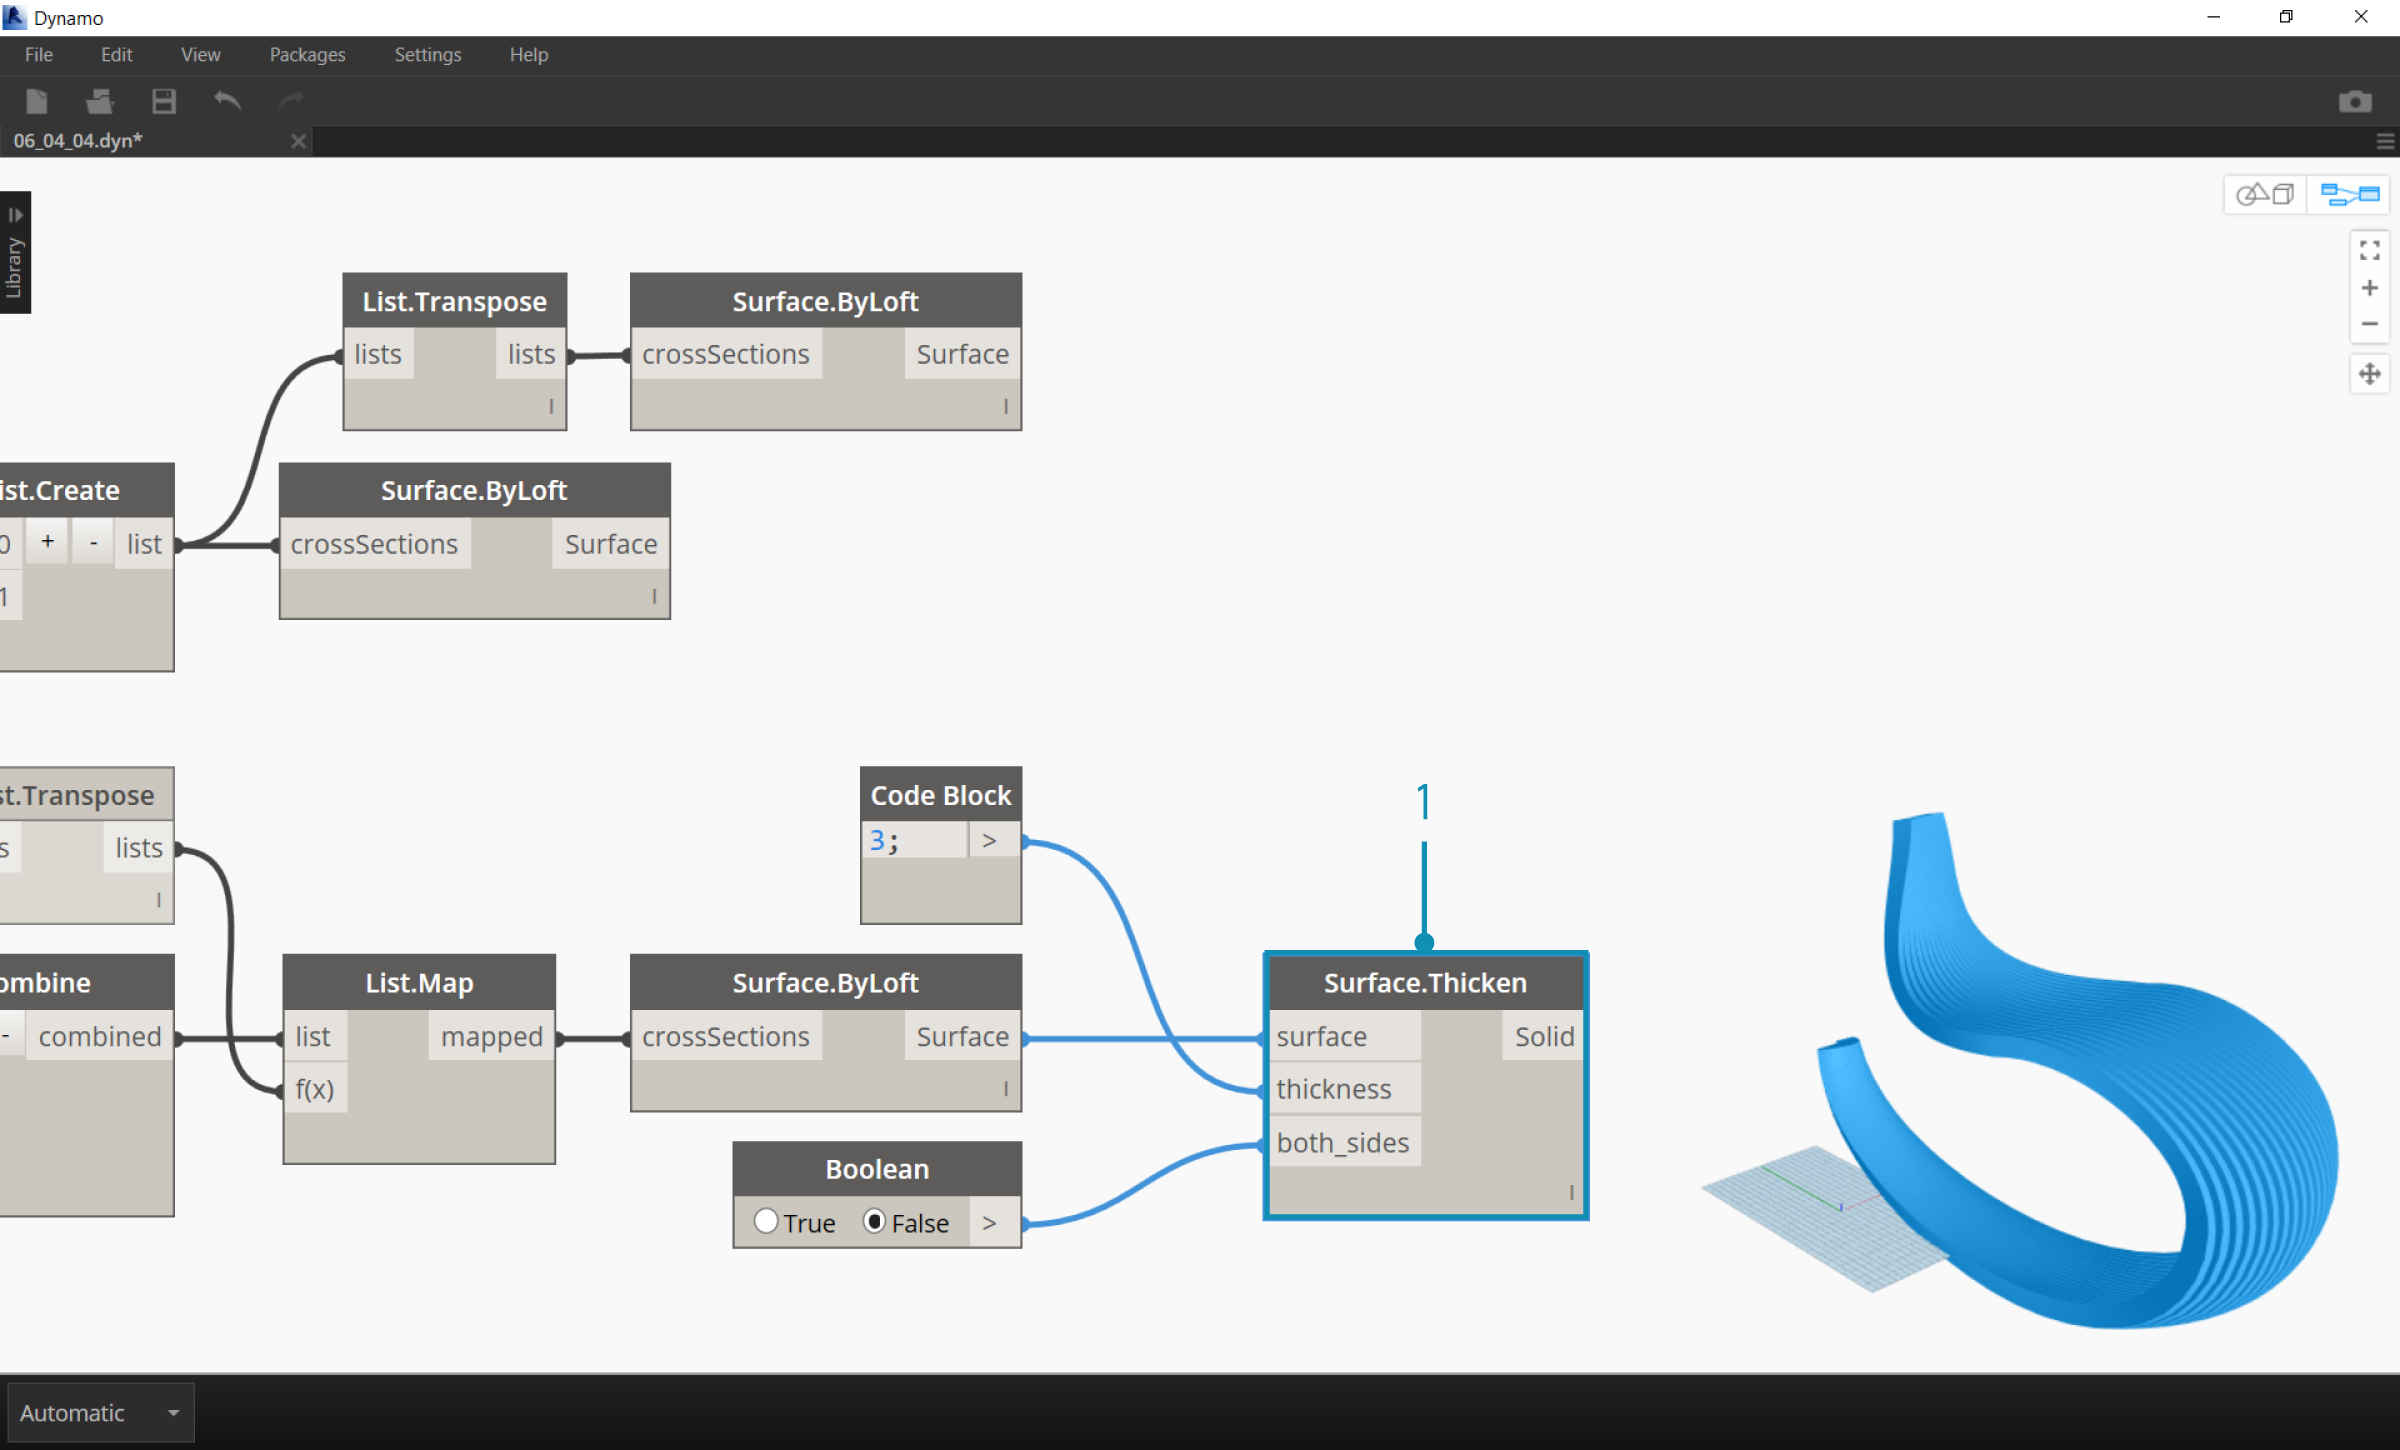 Dynamo
File Edit View Packages Settings Help
06_04_04.dyn*
Library
List.Transpose
lists lists
l
Surface.ByLoft
crossSections Surface
l
ist.Create
0 + - list
1
Surface.ByLoft
crossSections Surface
l
st.Transpose
s lists
l
Code Block
3; >
1
ombine
- combined
List.Map
list mapped
f(x)
Surface.ByLoft
crossSections Surface
l
Surface.Thicken
surface Solid
thickness
both_sides
l
Boolean
True False >
Automatic